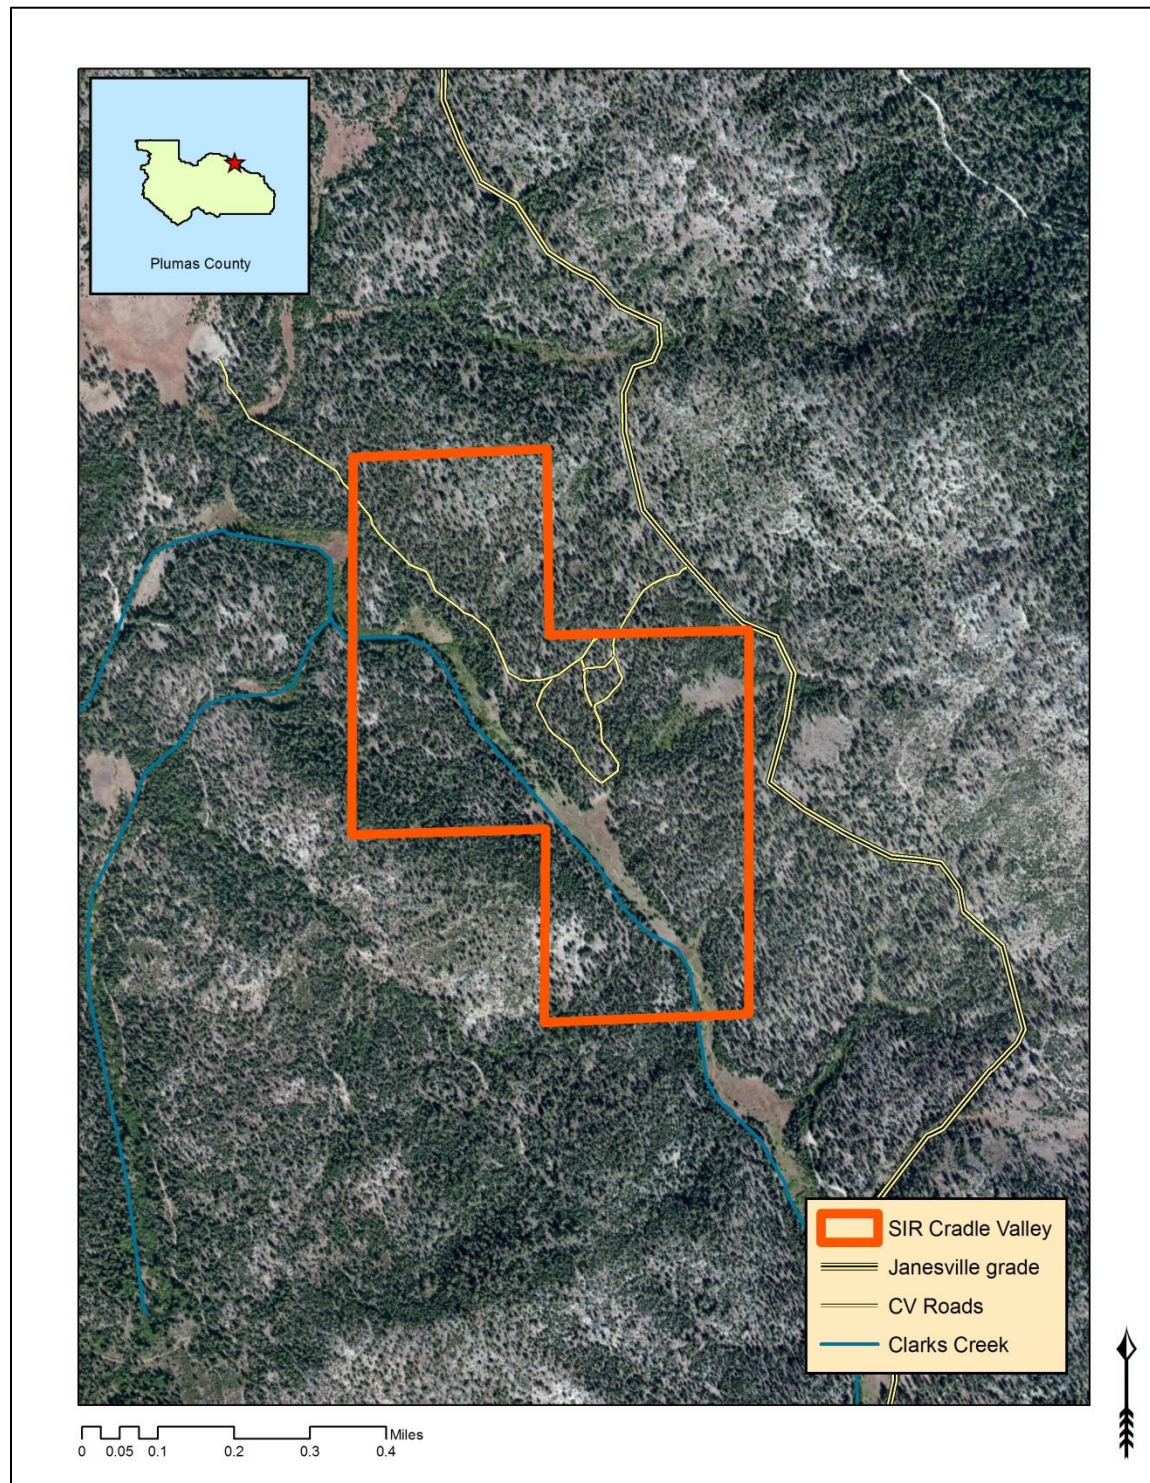 Plumas County
SIR Cradle Valley
Janesville grade
CV Roads
Clarks Creek
Miles
0 0.05 0.1 0.2 0.3 0.4